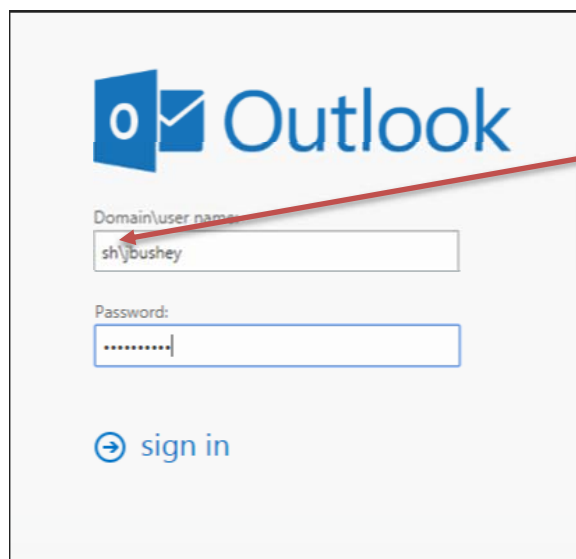 Outlook
Domain\user name:
sh\jbushey
Password:
••••••••••
sign in